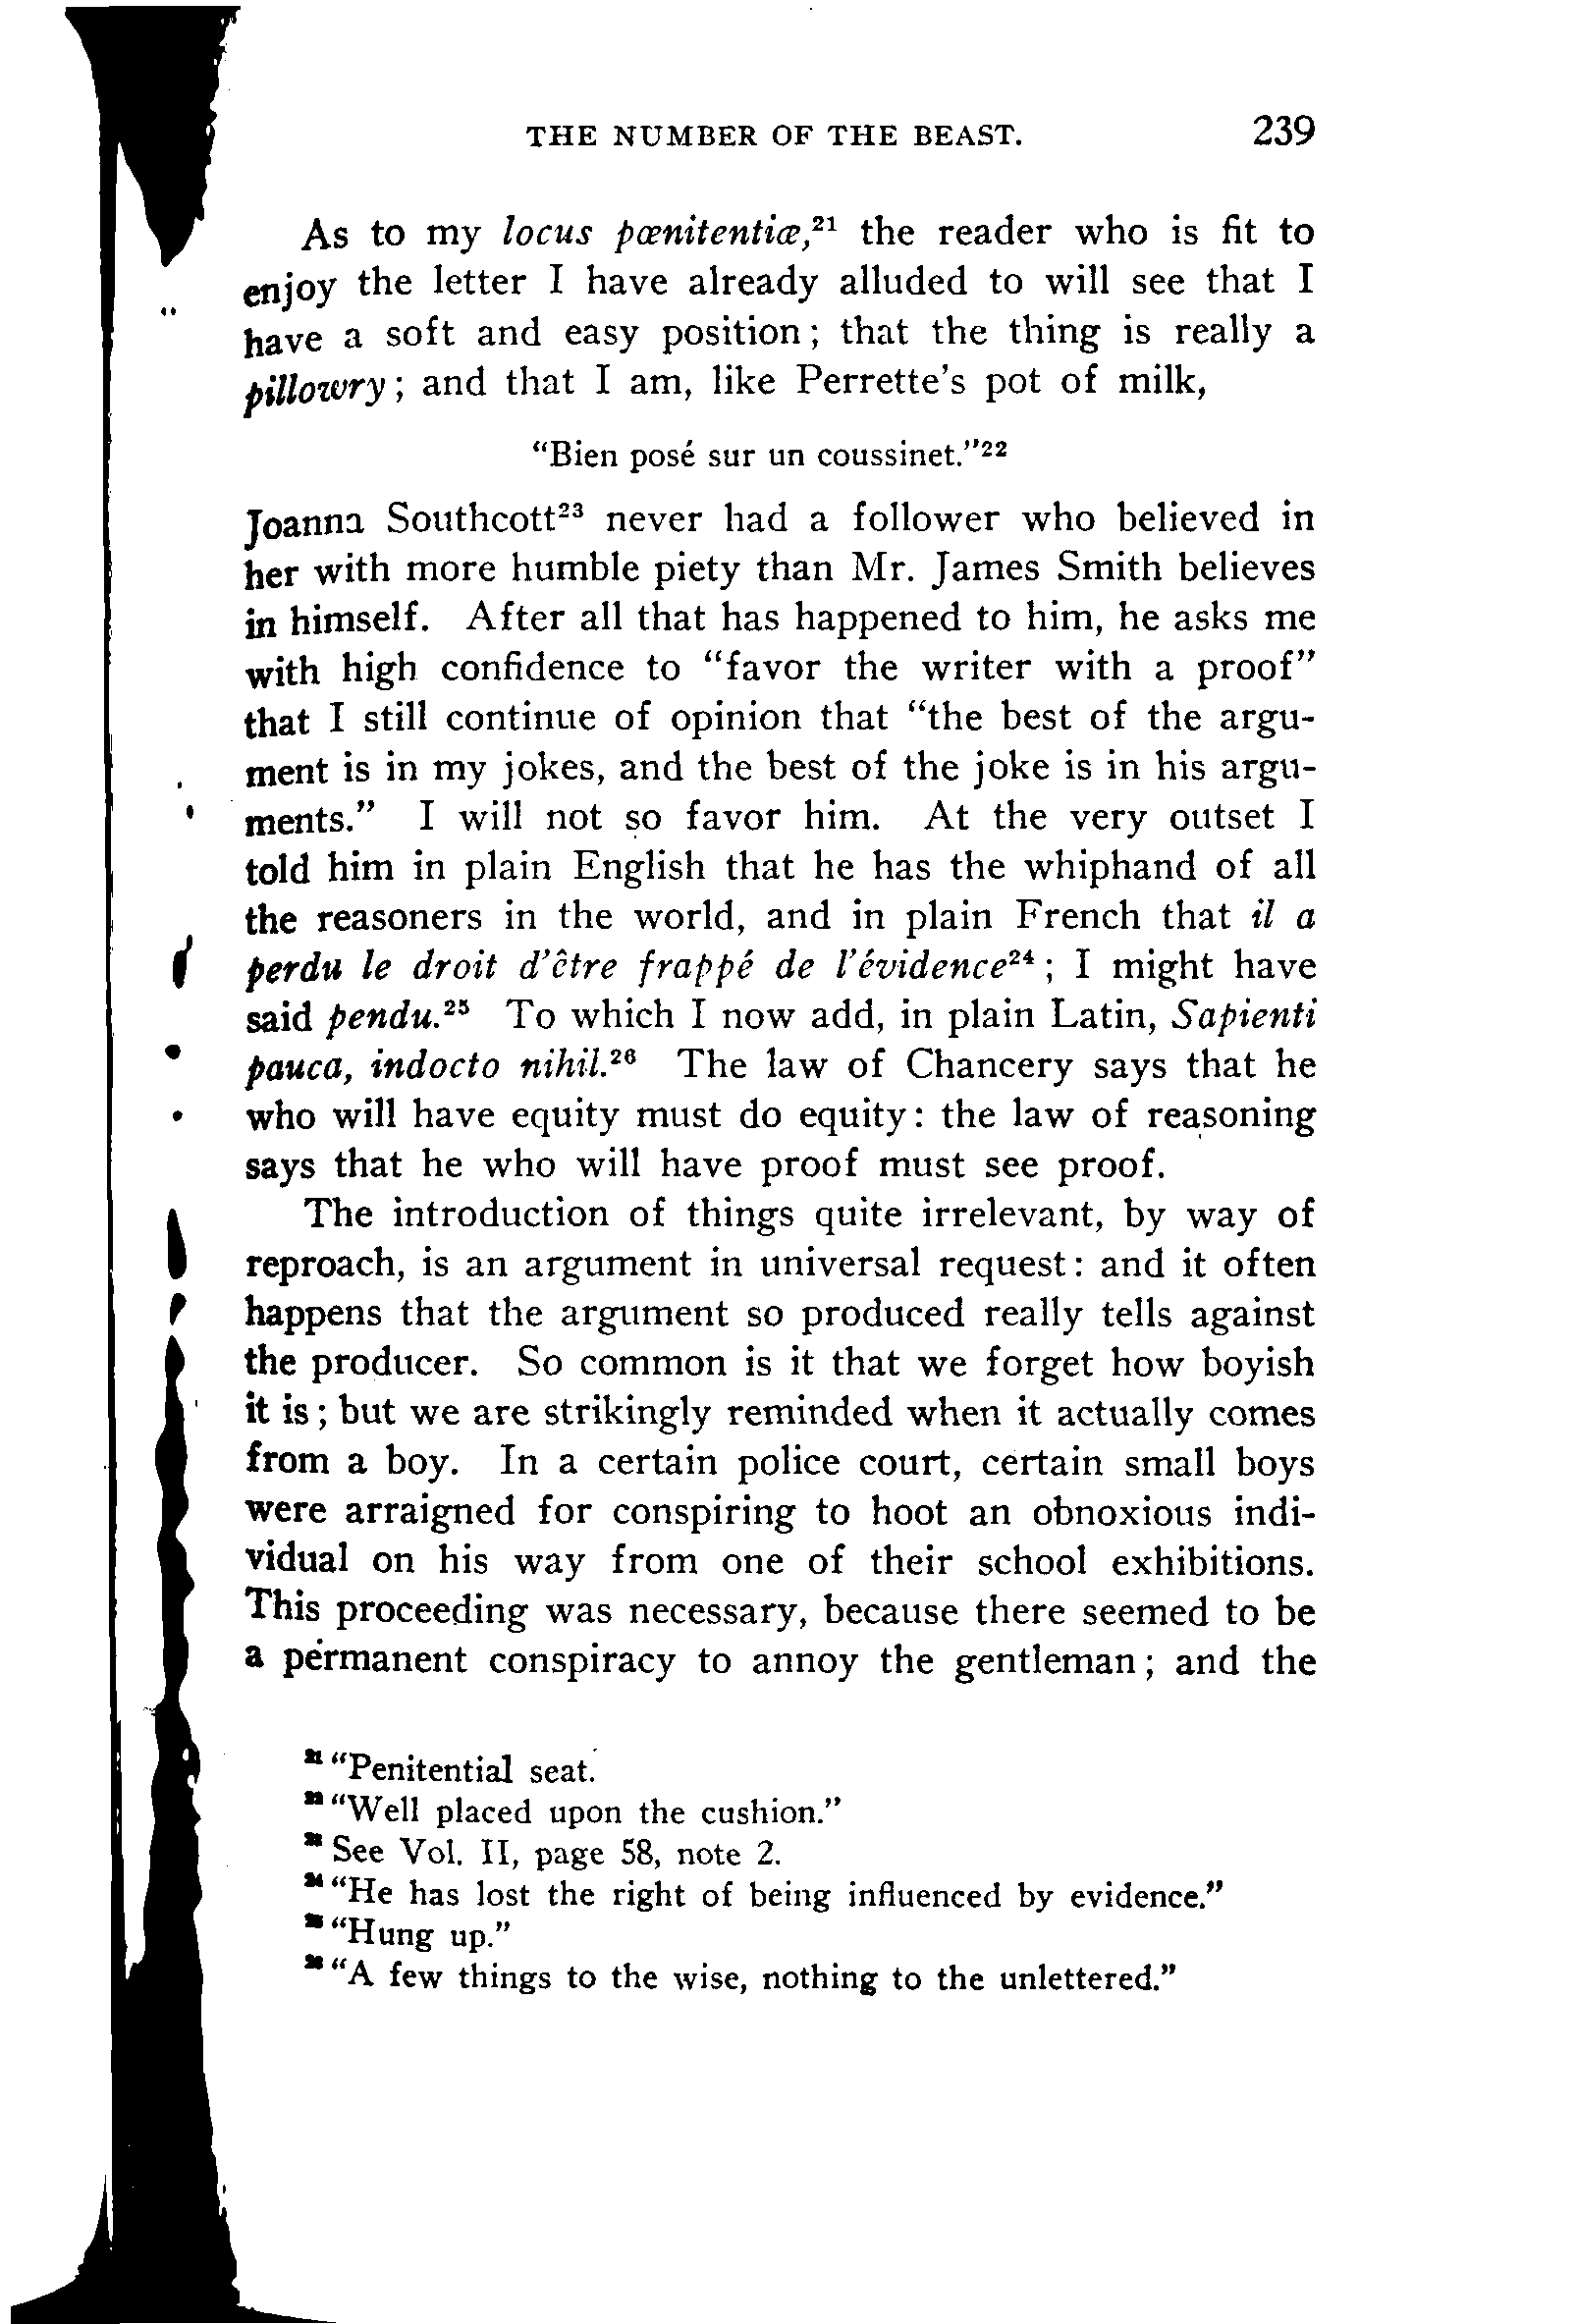 THE NUMBER OF THE BEAST. 239
As to my locus pœnitentiæ,²¹ the reader who is fit to
enjoy the letter I have already alluded to will see that I
have a soft and easy position; that the thing is really a
pillowry; and that I am, like Perrette's pot of milk,
"Bien posé sur un coussinet."²²
Joanna Southcott²³ never had a follower who believed in
her with more humble piety than Mr. James Smith believes
in himself. After all that has happened to him, he asks me
with high confidence to "favor the writer with a proof"
that I still continue of opinion that "the best of the argu-
ment is in my jokes, and the best of the joke is in his argu-
ments." I will not so favor him. At the very outset I
told him in plain English that he has the whiphand of all
the reasoners in the world, and in plain French that il a
perdu le droit d'être frappé de l'évidence²⁴; I might have
said pendu.²⁵ To which I now add, in plain Latin, Sapienti
pauca, indocto nihil.²⁶ The law of Chancery says that he
who will have equity must do equity: the law of reasoning
says that he who will have proof must see proof.
The introduction of things quite irrelevant, by way of
reproach, is an argument in universal request: and it often
happens that the argument so produced really tells against
the producer. So common is it that we forget how boyish
it is; but we are strikingly reminded when it actually comes
from a boy. In a certain police court, certain small boys
were arraigned for conspiring to hoot an obnoxious indi-
vidual on his way from one of their school exhibitions.
This proceeding was necessary, because there seemed to be
a permanent conspiracy to annoy the gentleman; and the
²¹ "Penitential seat.
²² "Well placed upon the cushion."
²³ See Vol. II, page 58, note 2.
²⁴ "He has lost the right of being influenced by evidence."
²⁵ "Hung up."
²⁶ "A few things to the wise, nothing to the unlettered."